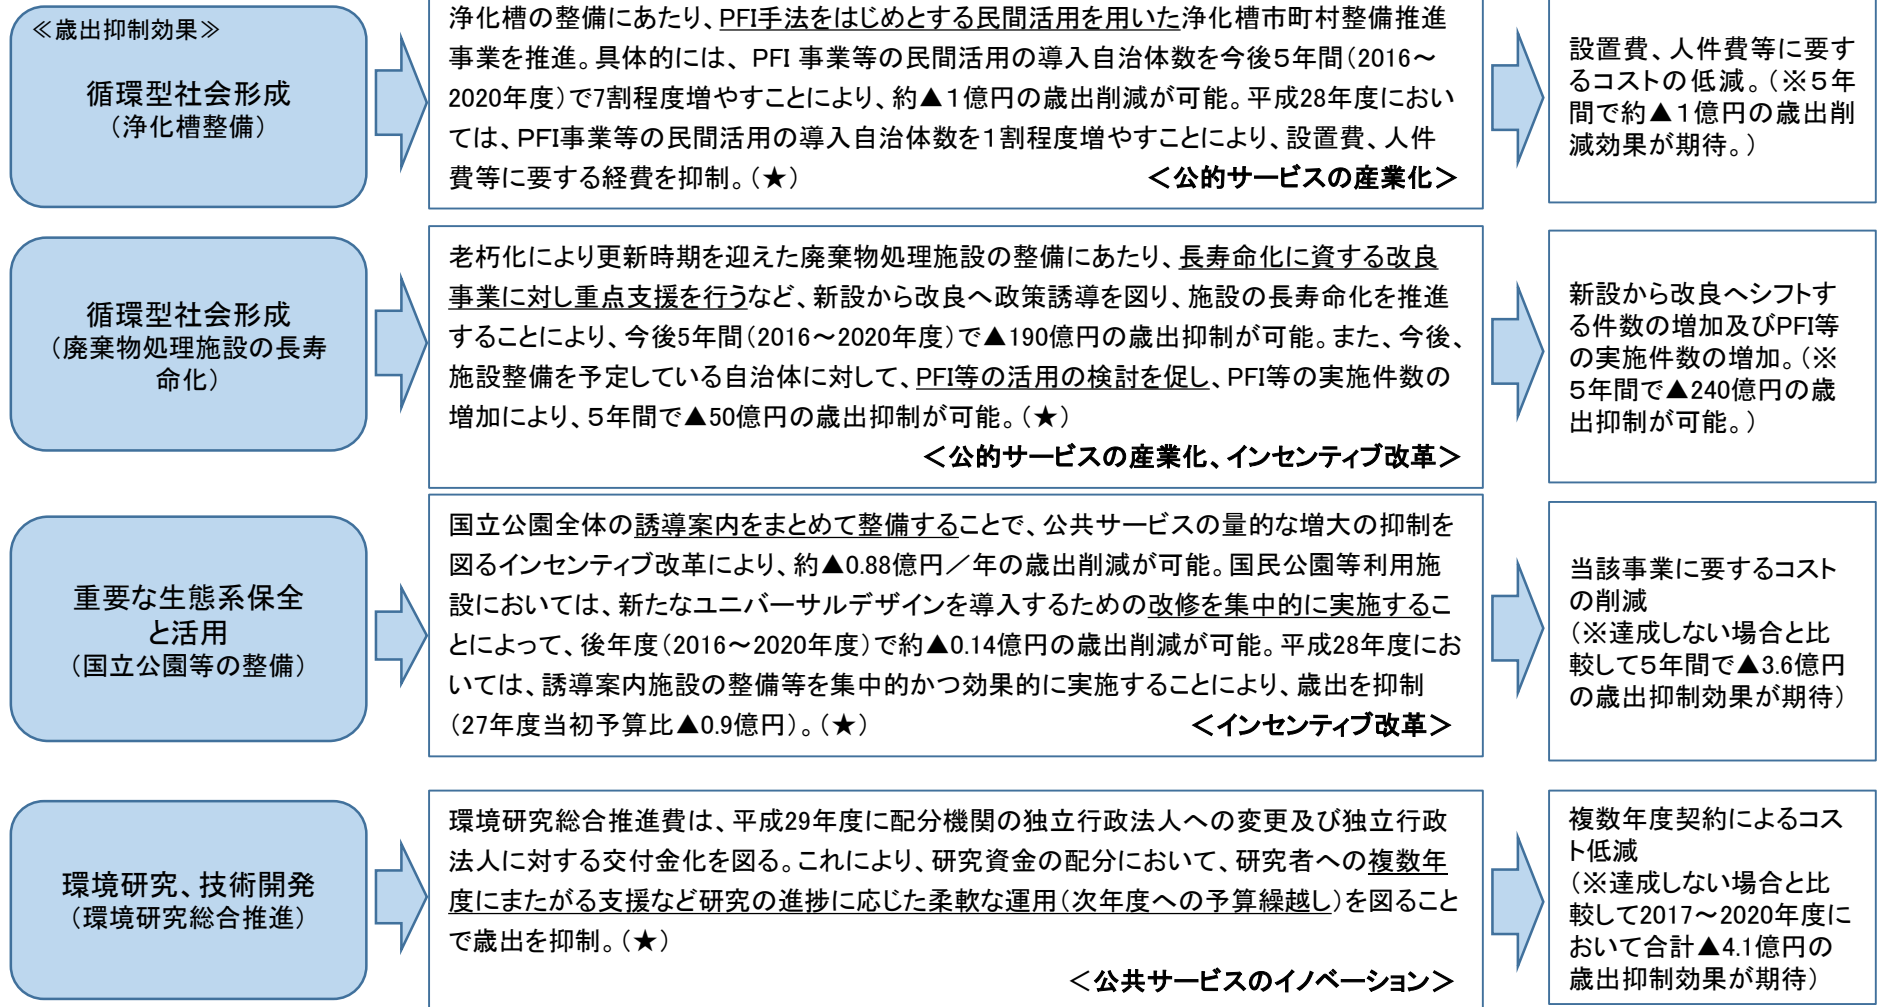 ≪歳出抑制効果≫
循環型社会形成
（浄化槽整備）
浄化槽の整備にあたり、PFI手法をはじめとする民間活用を用いた浄化槽市町村整備推進
事業を推進。具体的には、PFI 事業等の民間活用の導入自治体数を今後５年間（2016～
2020年度）で7割程度増やすことにより、約▲１億円の歳出削減が可能。平成28年度におい
ては、PFI事業等の民間活用の導入自治体数を１割程度増やすことにより、設置費、人件
費等に要する経費を抑制。（★）
＜公的サービスの産業化＞
設置費、人件費等に要す
るコストの低減。（※５年
間で約▲１億円の歳出削
減効果が期待。）
循環型社会形成
（廃棄物処理施設の長寿
命化）
老朽化により更新時期を迎えた廃棄物処理施設の整備にあたり、長寿命化に資する改良
事業に対し重点支援を行うなど、新設から改良へ政策誘導を図り、施設の長寿命化を推進
することにより、今後5年間（2016～2020年度）で▲190億円の歳出抑制が可能。また、今後、
施設整備を予定している自治体に対して、PFI等の活用の検討を促し、PFI等の実施件数の
増加により、５年間で▲50億円の歳出抑制が可能。（★）
＜公的サービスの産業化、インセンティブ改革＞
新設から改良へシフトす
る件数の増加及びPFI等
の実施件数の増加。（※
５年間で▲240億円の歳
出抑制が可能。）
重要な生態系保全
と活用
（国立公園等の整備）
国立公園全体の誘導案内をまとめて整備することで、公共サービスの量的な増大の抑制を
図るインセンティブ改革により、約▲0.88億円／年の歳出削減が可能。国民公園等利用施
設においては、新たなユニバーサルデザインを導入するための改修を集中的に実施するこ
とによって、後年度（2016～2020年度）で約▲0.14億円の歳出削減が可能。平成28年度にお
いては、誘導案内施設の整備等を集中的かつ効果的に実施することにより、歳出を抑制
（27年度当初予算比▲0.9億円）。（★）
＜インセンティブ改革＞
当該事業に要するコスト
の削減
（※達成しない場合と比
較して５年間で▲3.6億円
の歳出抑制効果が期待）
環境研究、技術開発
（環境研究総合推進）
環境研究総合推進費は、平成29年度に配分機関の独立行政法人への変更及び独立行政
法人に対する交付金化を図る。これにより、研究資金の配分において、研究者への複数年
度にまたがる支援など研究の進捗に応じた柔軟な運用（次年度への予算繰越し）を図ること
で歳出を抑制。（★）
＜公共サービスのイノベーション＞
複数年度契約によるコス
ト低減
（※達成しない場合と比
較して2017～2020年度に
おいて合計▲4.1億円の
歳出抑制効果が期待）